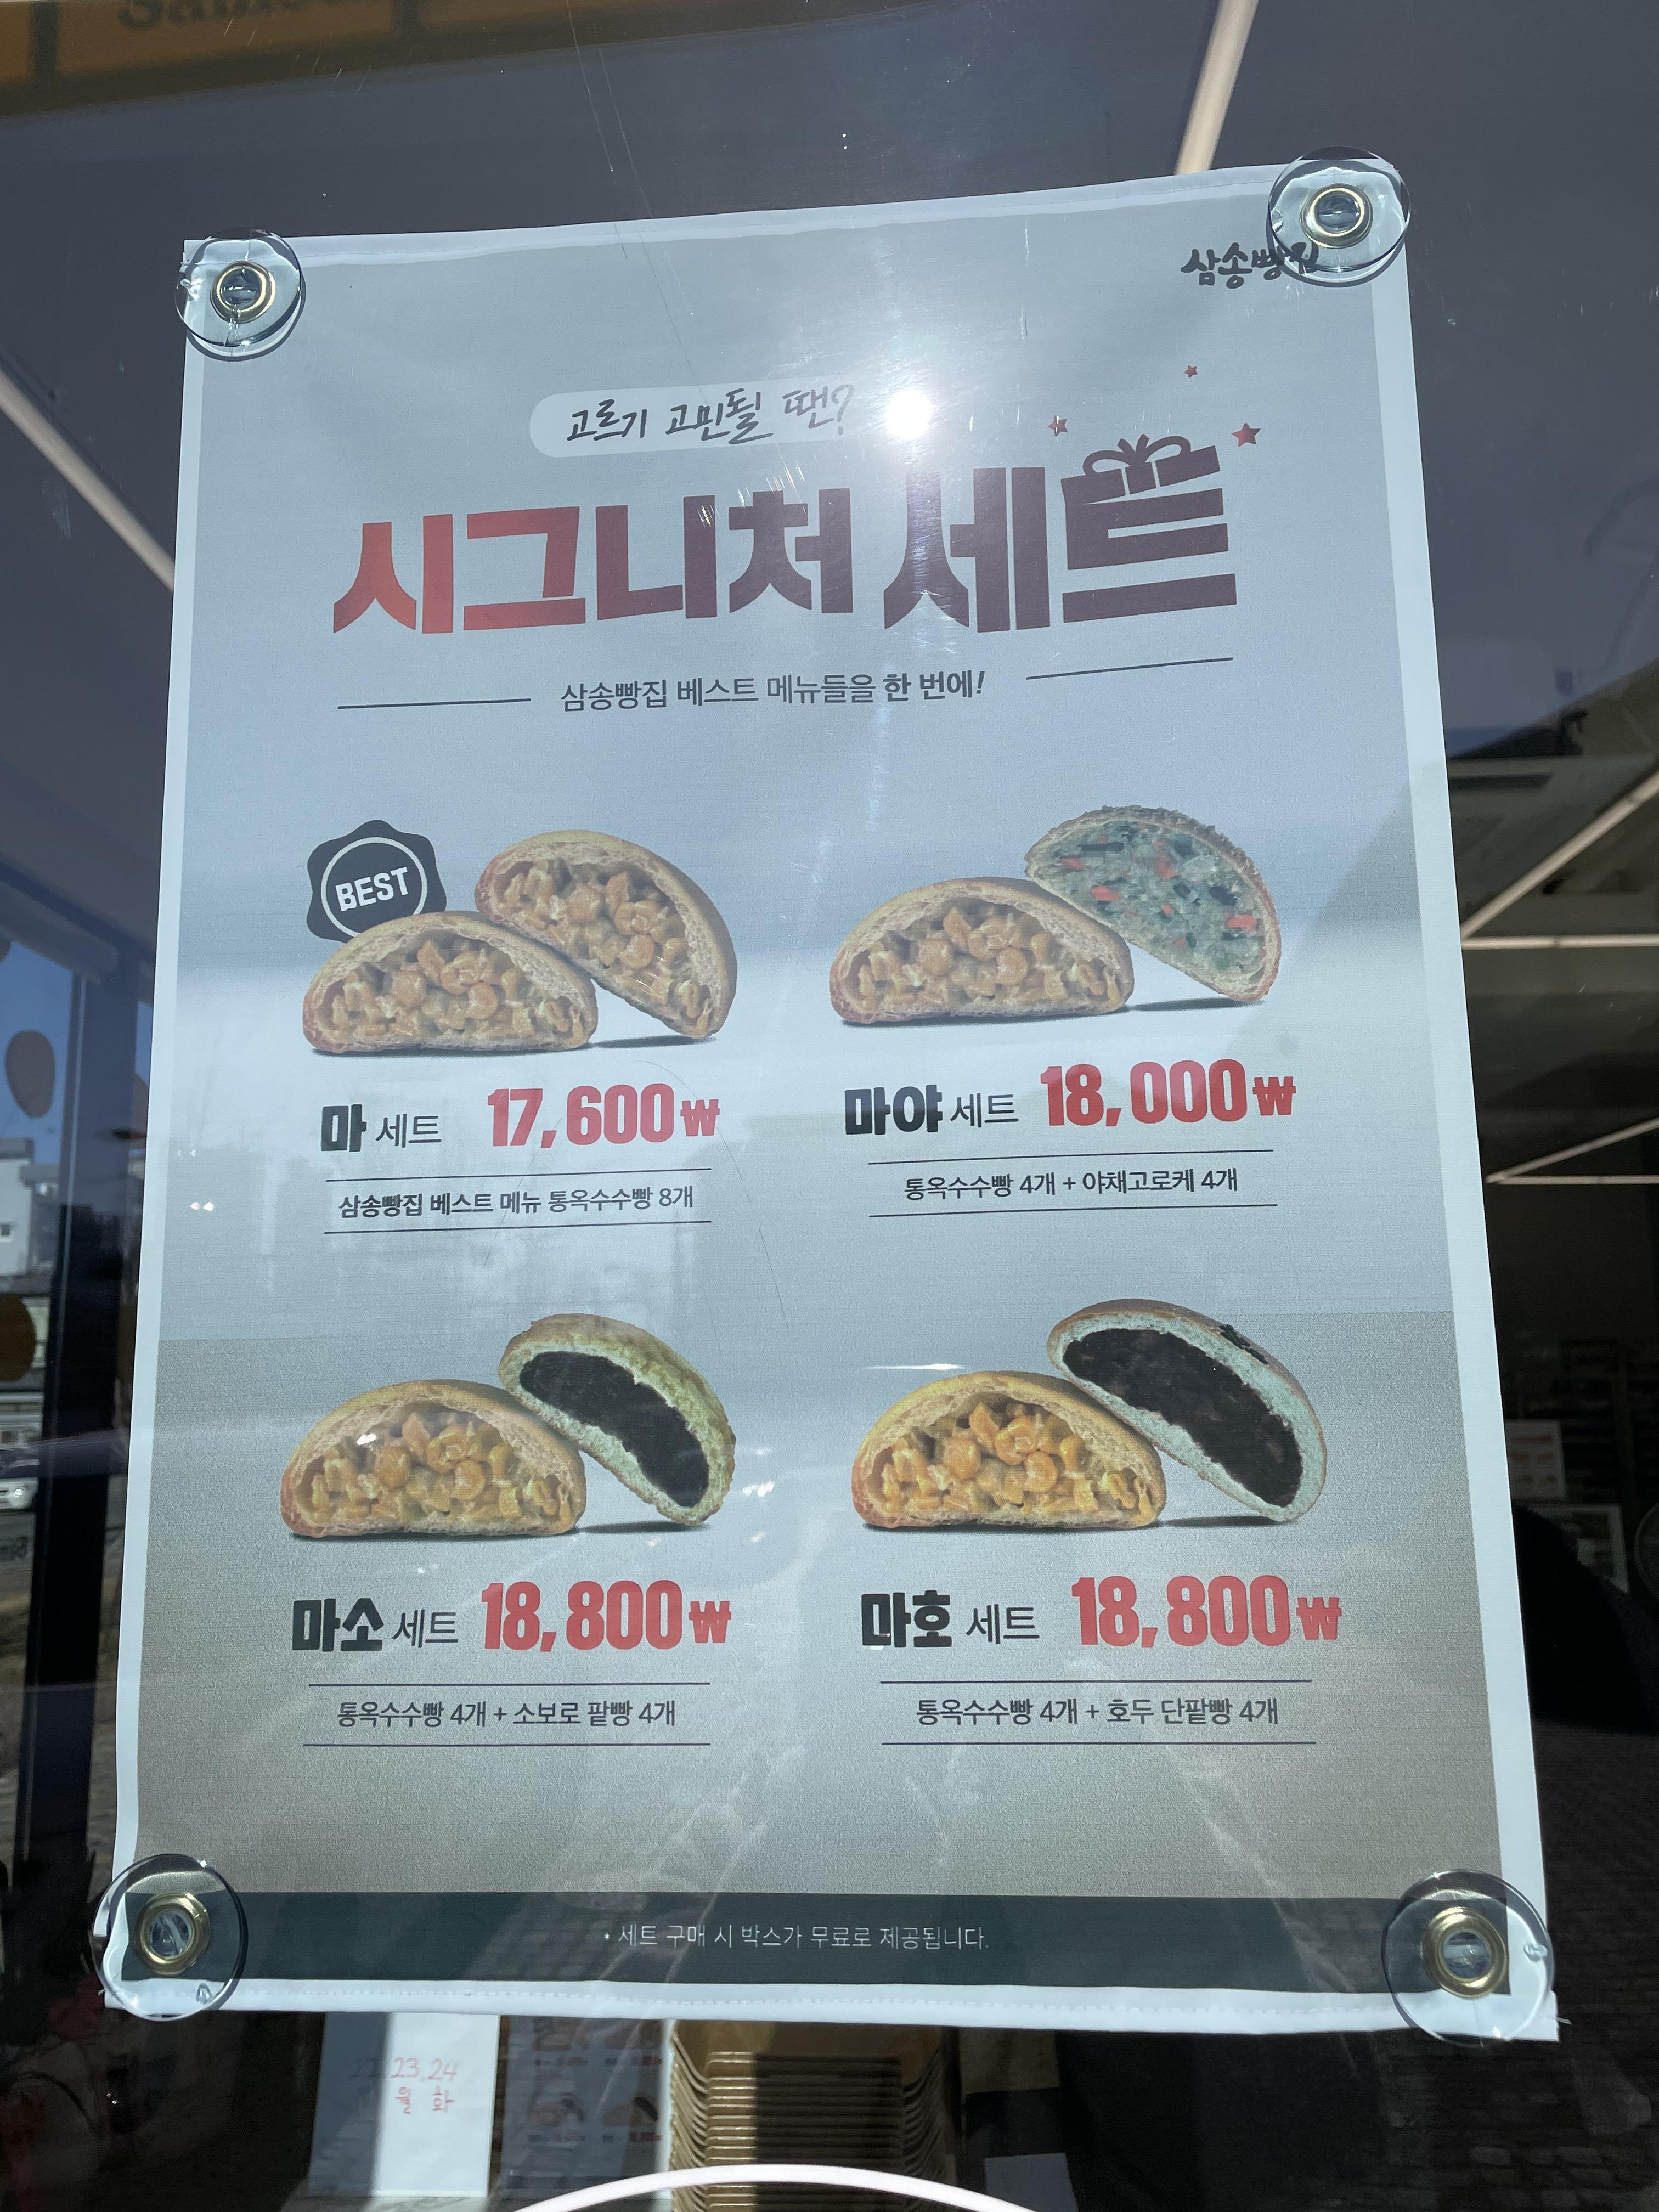 삼송빵집
고르기 고민될 땐?
시그니처 세트
삼송빵집 베스트 메뉴들을 한 번에!
BEST
마 세트 17,600₩
삼송빵집 베스트 메뉴 통옥수수빵 8개
마야 세트 18,000₩
통옥수수빵 4개 + 야채고로케 4개
마소 세트 18,800₩
통옥수수빵 4개 + 소보로 팥빵 4개
마호 세트 18,800₩
통옥수수빵 4개 + 호두 단팥빵 4개
• 세트 구매 시 박스가 무료로 제공됩니다.
23.24
월 화